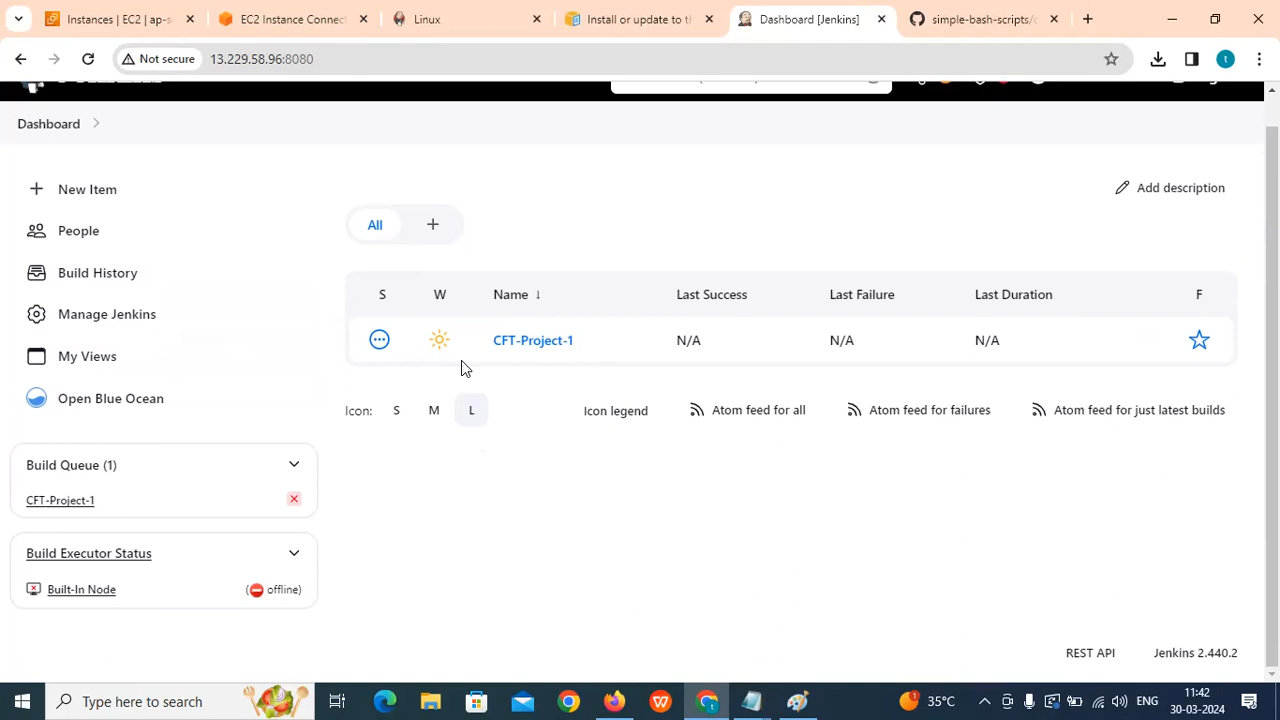 Instances | EC2 | ap-s
EC2 Instance Connect
Linux
Install or update to th
Dashboard [Jenkins]
simple-bash-scripts/c
Not secure
13.229.58.96:8080
t
Dashboard
New Item
Add description
People
All
+
Build History
S W Name ↓ Last Success Last Failure Last Duration F
Manage Jenkins
CFT-Project-1 N/A N/A N/A
My Views
Open Blue Ocean
Icon: S M L Icon legend Atom feed for all Atom feed for failures Atom feed for just latest builds
Build Queue (1)
CFT-Project-1
Build Executor Status
Built-In Node (offline)
REST API Jenkins 2.440.2
Type here to search
1
35°C
ENG
11:42
30-03-2024